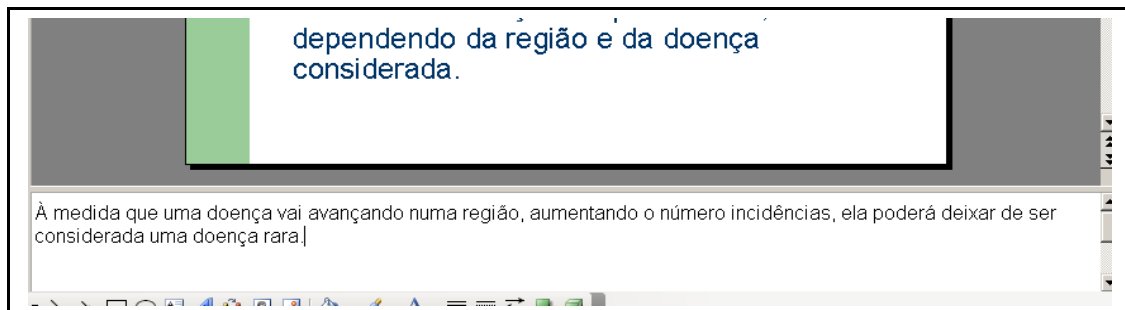 dependendo da região e da doença
considerada.
À medida que uma doença vai avançando numa região, aumentando o número incidências, ela poderá deixar de ser
considerada uma doença rara.